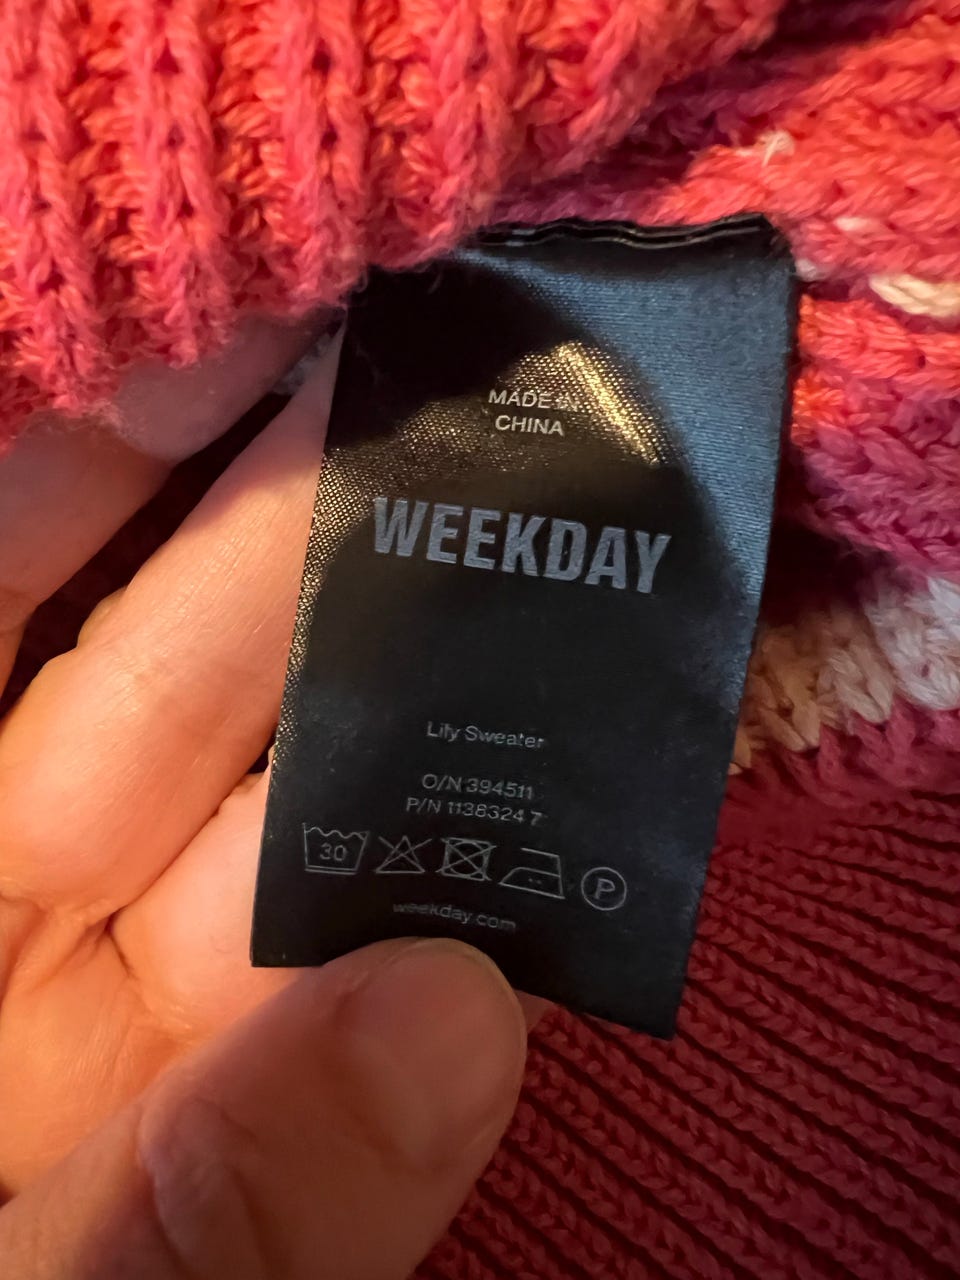 MADE IN
CHINA
WEEKDAY
Lily Sweater
O/N 394511
P/N 1138324 7
30
P
weekday.com